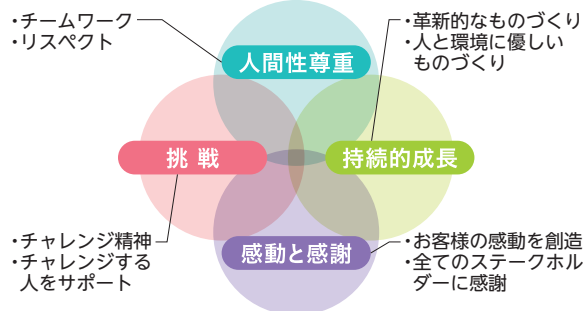 ・チームワーク
・リスペクト
人間性尊重
・革新的なものづくり
・人と環境に優しい
ものづくり
挑 戦
持続的成長
・チャレンジ精神
・チャレンジする
人をサポート
感動と感謝
・お客様の感動を創造
・全てのステークホル
ダーに感謝